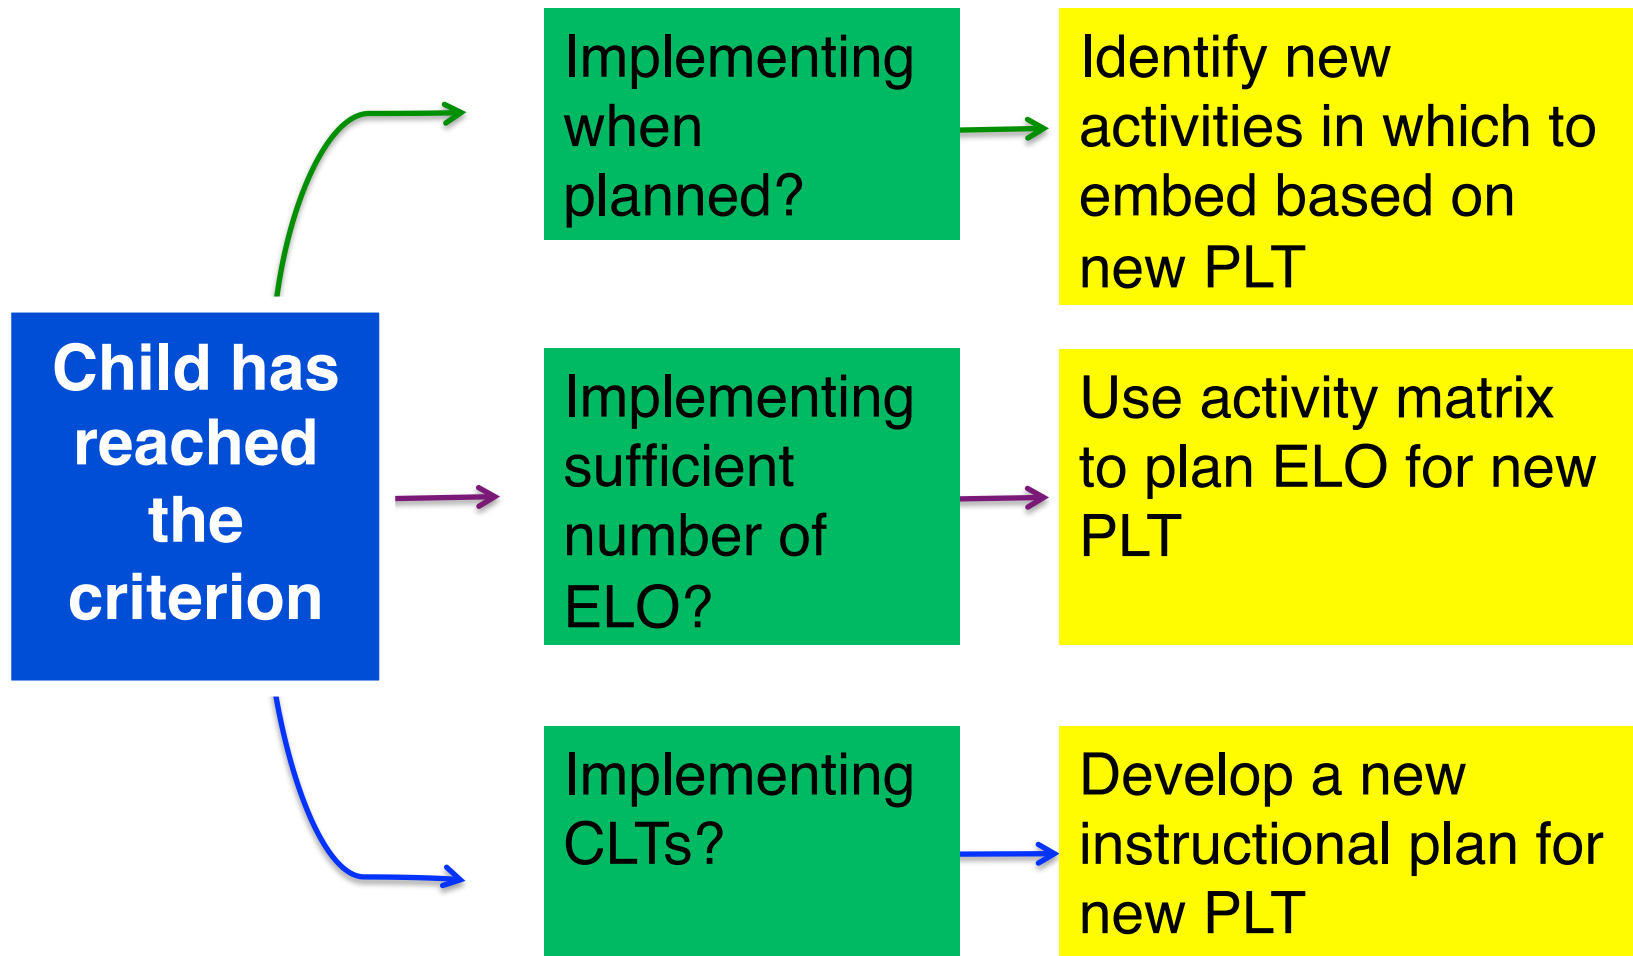 Child has
reached
the
criterion
Implementing
when
planned?
Identify new
activities in which to
embed based on
new PLT
Implementing
sufficient
number of
ELO?
Use activity matrix
to plan ELO for new
PLT
Implementing
CLTs?
Develop a new
instructional plan for
new PLT